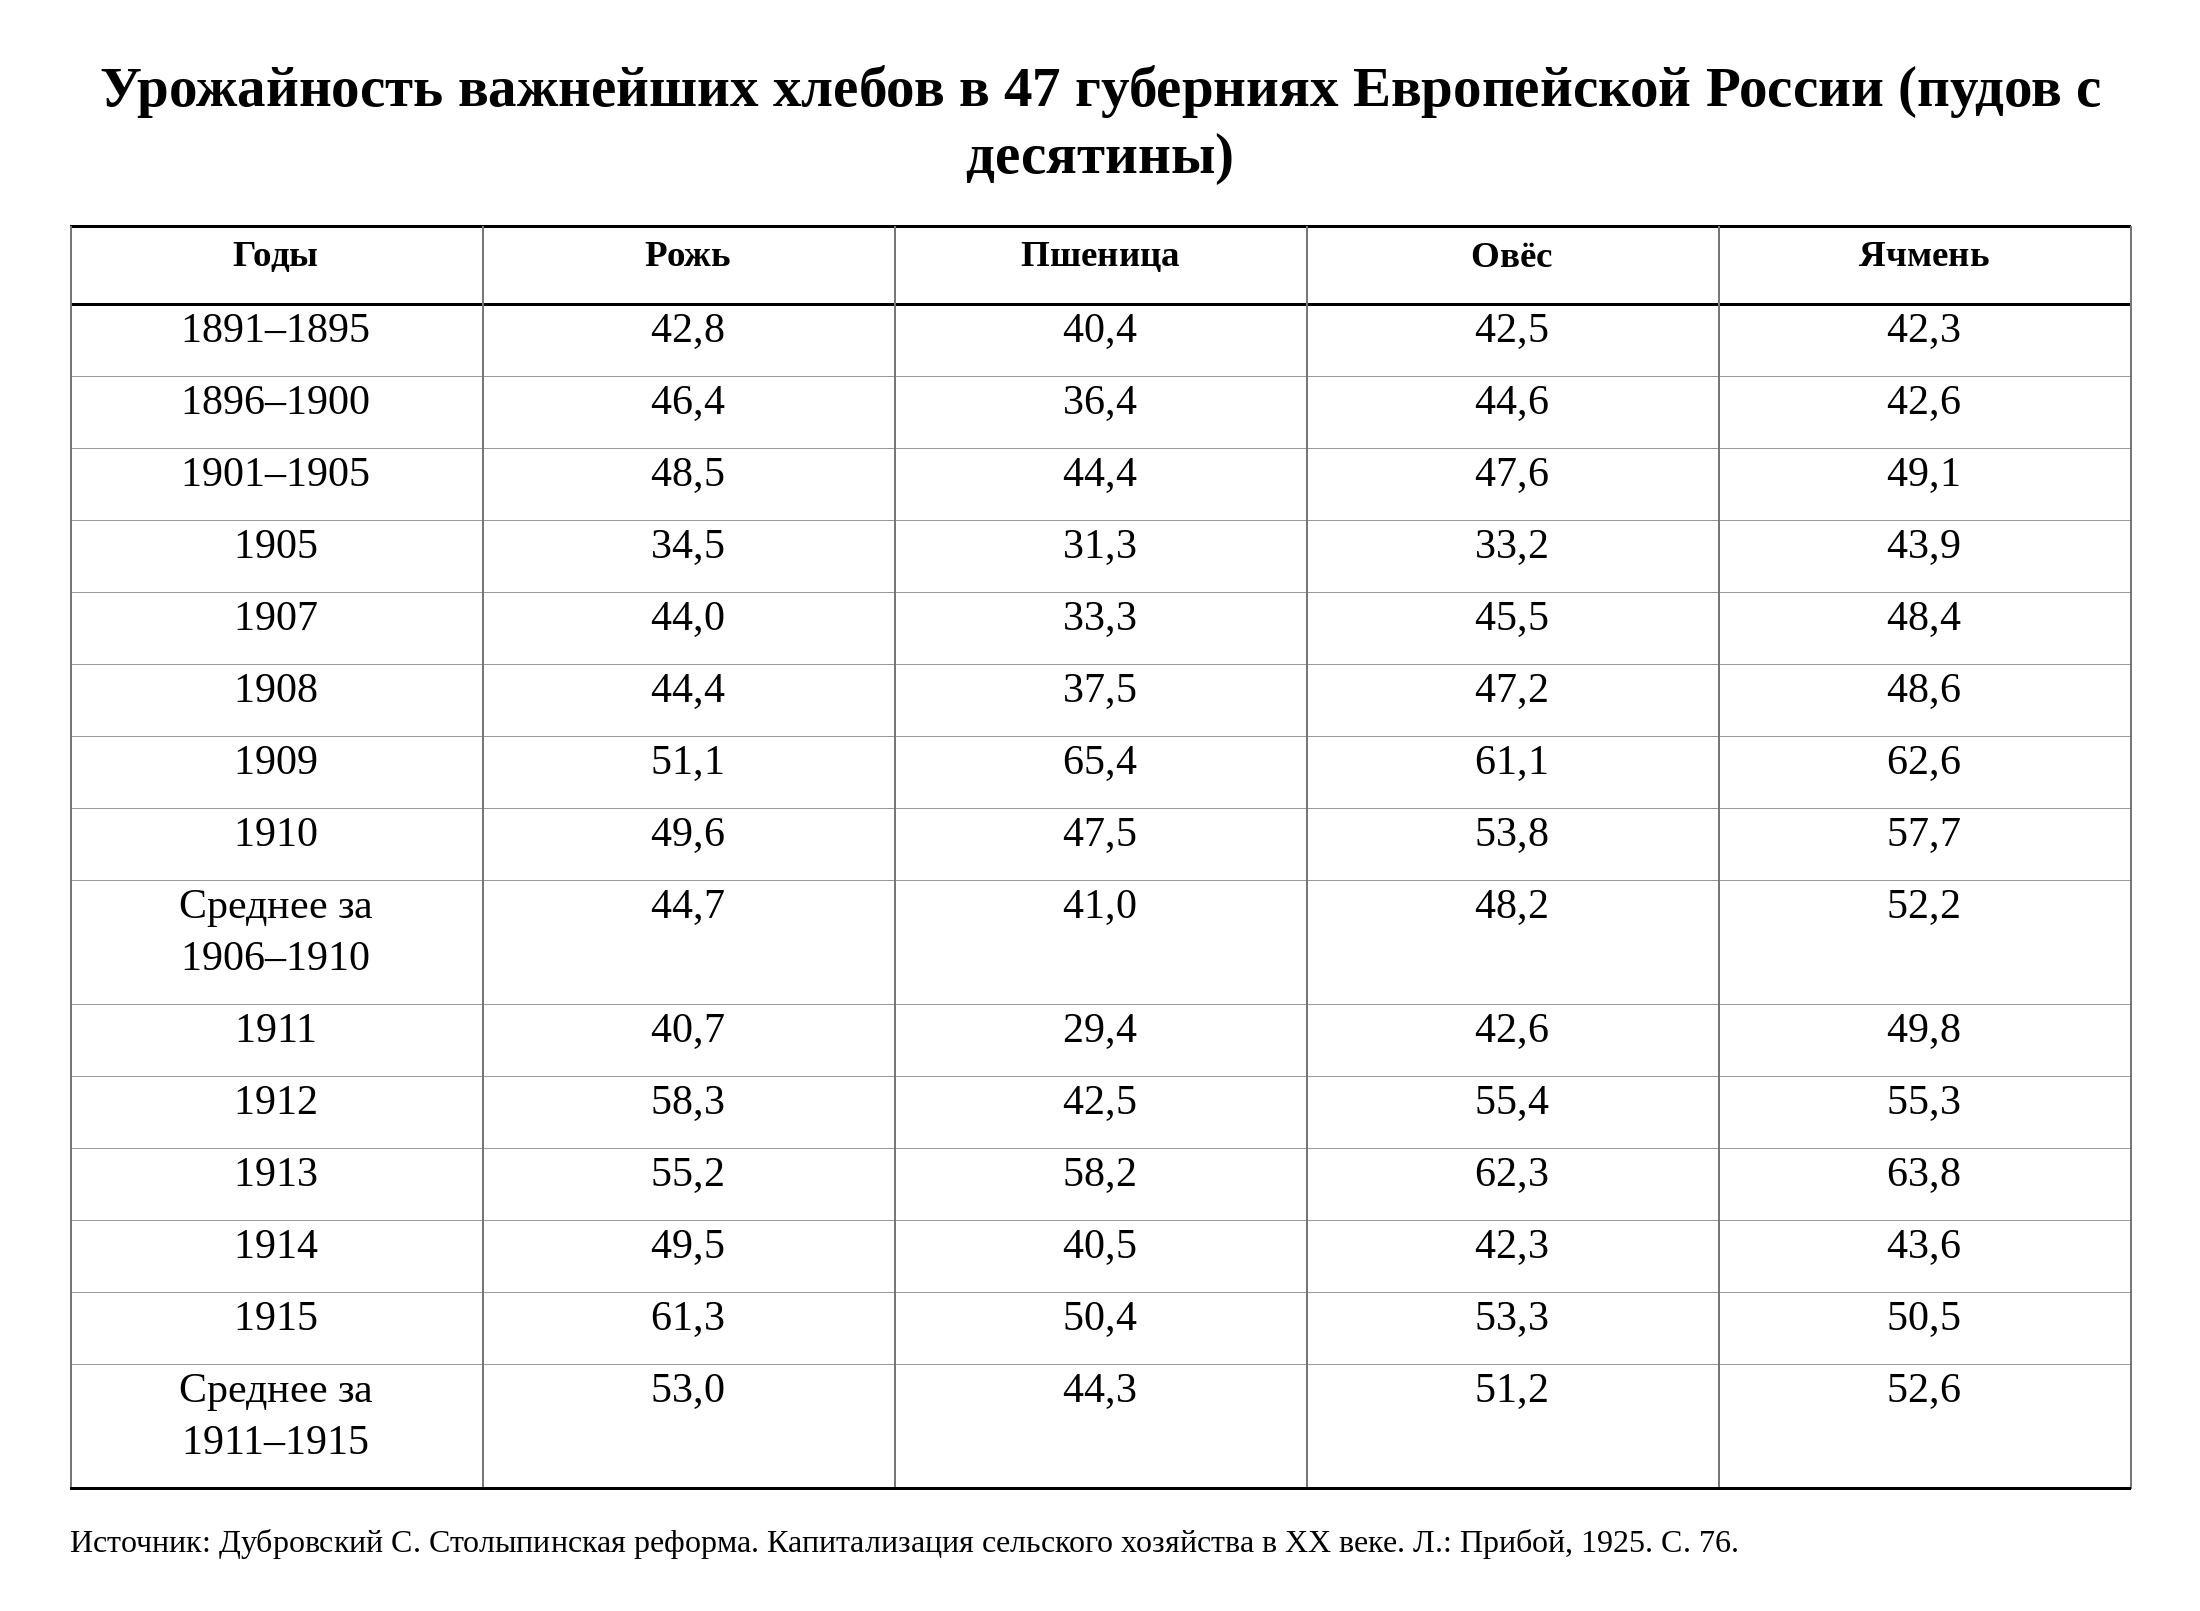 Урожайность важнейших хлебов в 47 губерниях Европейской России (пудов с
десятины)
Годы Рожь Пшеница Овёс Ячмень
1891–1895 42,8 40,4 42,5 42,3
1896–1900 46,4 36,4 44,6 42,6
1901–1905 48,5 44,4 47,6 49,1
1905 34,5 31,3 33,2 43,9
1907 44,0 33,3 45,5 48,4
1908 44,4 37,5 47,2 48,6
1909 51,1 65,4 61,1 62,6
1910 49,6 47,5 53,8 57,7
Среднее за 44,7 41,0 48,2 52,2
1906–1910
1911 40,7 29,4 42,6 49,8
1912 58,3 42,5 55,4 55,3
1913 55,2 58,2 62,3 63,8
1914 49,5 40,5 42,3 43,6
1915 61,3 50,4 53,3 50,5
Среднее за 53,0 44,3 51,2 52,6
1911–1915
Источник: Дубровский С. Столыпинская реформа. Капитализация сельского хозяйства в XX веке. Л.: Прибой, 1925. С. 76.